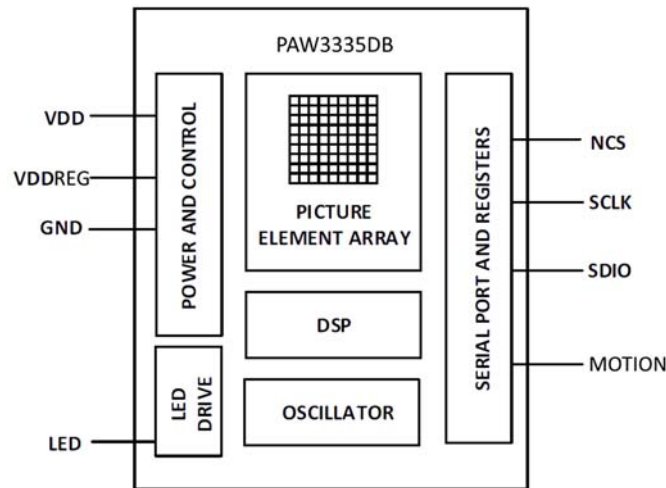 PAW3335DB
VDD
VDDREG
GND
LED
POWER AND CONTROL
LED
DRIVE
PICTURE
ELEMENT ARRAY
DSP
OSCILLATOR
SERIAL PORT AND REGISTERS
NCS
SCLK
SDIO
MOTION